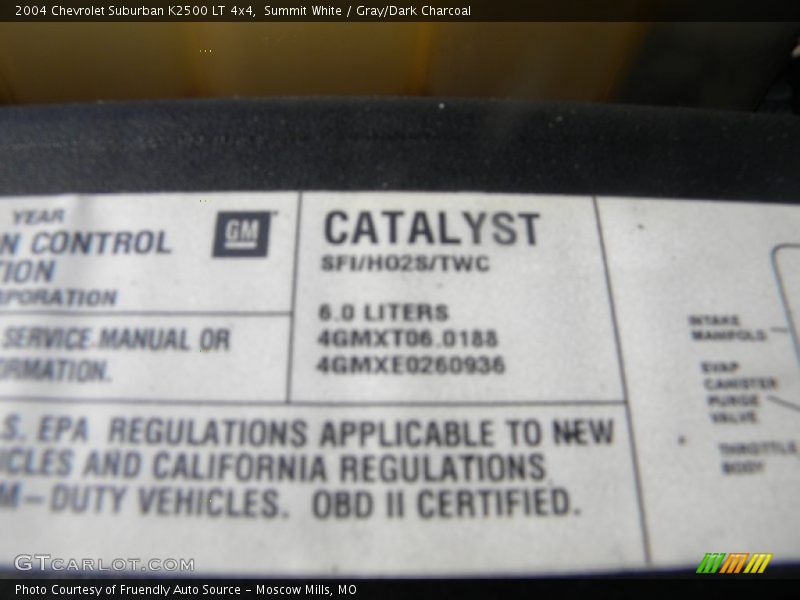 2004 Chevrolet Suburban K2500 LT 4x4,  Summit White / Gray/Dark Charcoal
YEAR
N CONTROL
TION
RPORATION
GM
SERVICE MANUAL OR
ORMATION.
CATALYST
SFI/HO2S/TWC
6.0 LITERS
4GMXT06.0188
4GMXE0260936
INTAKE
MANIFOLD
EVAP
CANISTER
PURGE
VALVE
THROTTLE
BODY
.S. EPA REGULATIONS APPLICABLE TO NEW
ICLES AND CALIFORNIA REGULATIONS
M-DUTY VEHICLES. OBD II CERTIFIED.
GTCARLOT.COM
Photo Courtesy of Fruendly Auto Source - Moscow Mills, MO